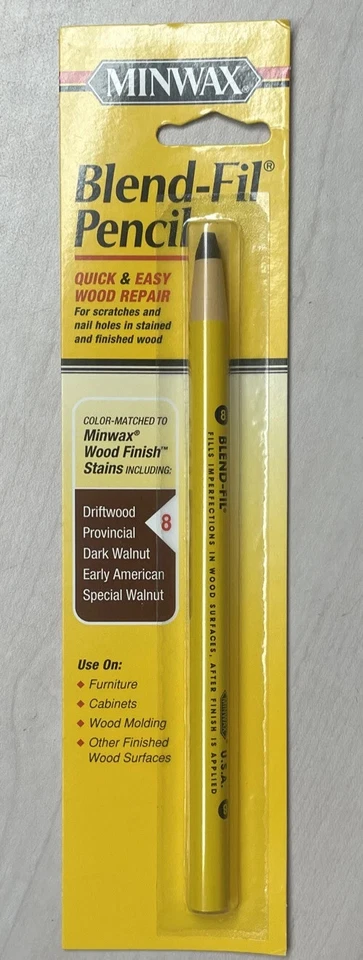 MINWAX
Blend-Fil®
Pencil
QUICK & EASY
WOOD REPAIR
For scratches and
nail holes in stained
and finished wood
COLOR-MATCHED TO
Minwax®
Wood Finish™
Stains INCLUDING:
Driftwood
Provincial
Dark Walnut
Early American
Special Walnut
8
Use On:
♦ Furniture
♦ Cabinets
♦ Wood Molding
♦ Other Finished
Wood Surfaces
8 BLEND-FIL® U.S.A. 8
FILLS IMPERFECTIONS IN WOOD SURFACES, AFTER FINISH IS APPLIED